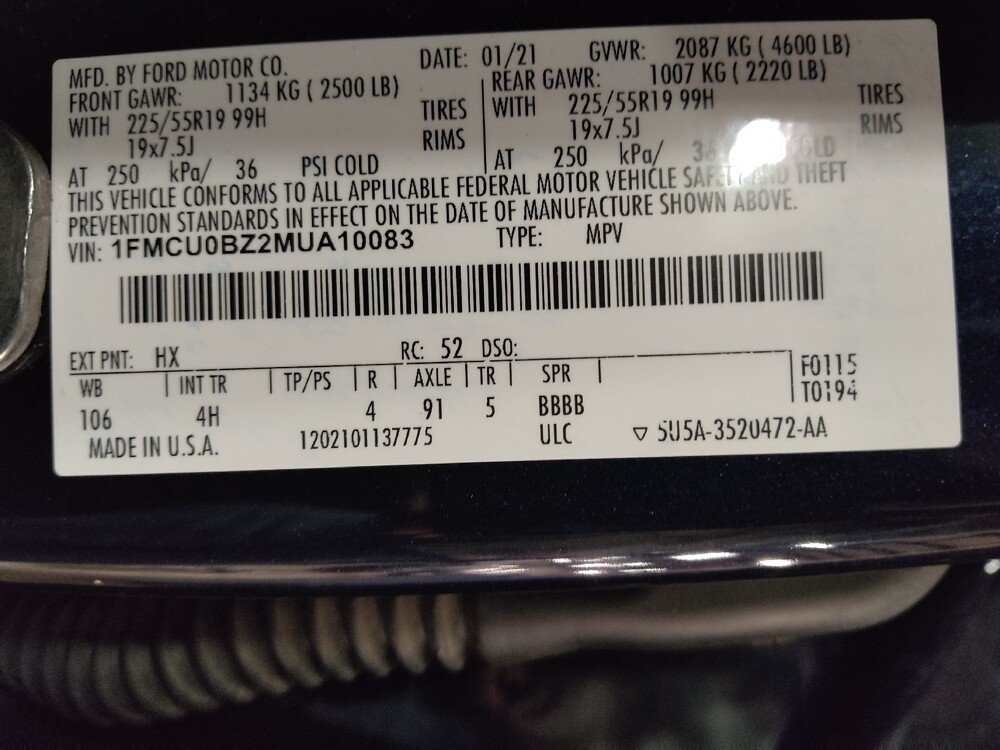 MFD. BY FORD MOTOR CO. DATE: 01/21 GVWR: 2087 KG ( 4600 LB)
FRONT GAWR: 1134 KG ( 2500 LB) REAR GAWR: 1007 KG ( 2220 LB)
WITH 225/55R19 99H TIRES WITH 225/55R19 99H TIRES
19x7.5J RIMS 19x7.5J RIMS
AT 250 kPa/ 36 PSI COLD AT 250 kPa/
THIS VEHICLE CONFORMS TO ALL APPLICABLE FEDERAL MOTOR VEHICLE SAFETY AND THEFT
PREVENTION STANDARDS IN EFFECT ON THE DATE OF MANUFACTURE SHOWN ABOVE.
VIN: 1FMCU0BZ2MUA10083 TYPE: MPV
EXT PNT: HX RC: 52 DSO:
WB INT TR TP/PS R AXLE TR SPR F0115
106 4H 4 91 5 BBBB T0194
MADE IN U.S.A. 1202101137775 ULC ▽ 5U5A-3520472-AA